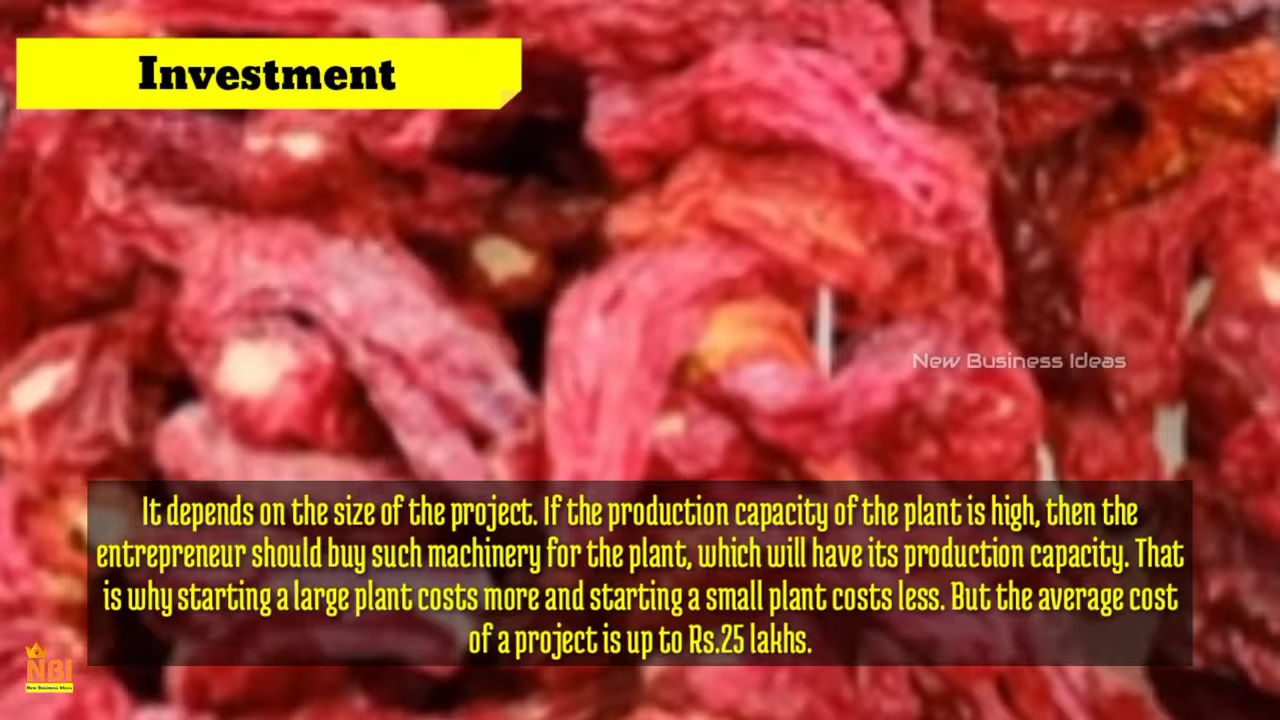 Investment
New Business Ideas
It depends on the size of the project. If the production capacity of the plant is high, then the
entrepreneur should buy such machinery for the plant, which will have its production capacity. That
is why starting a large plant costs more and starting a small plant costs less. But the average cost
of a project is up to Rs.25 lakhs.
NBI
New Business Ideas